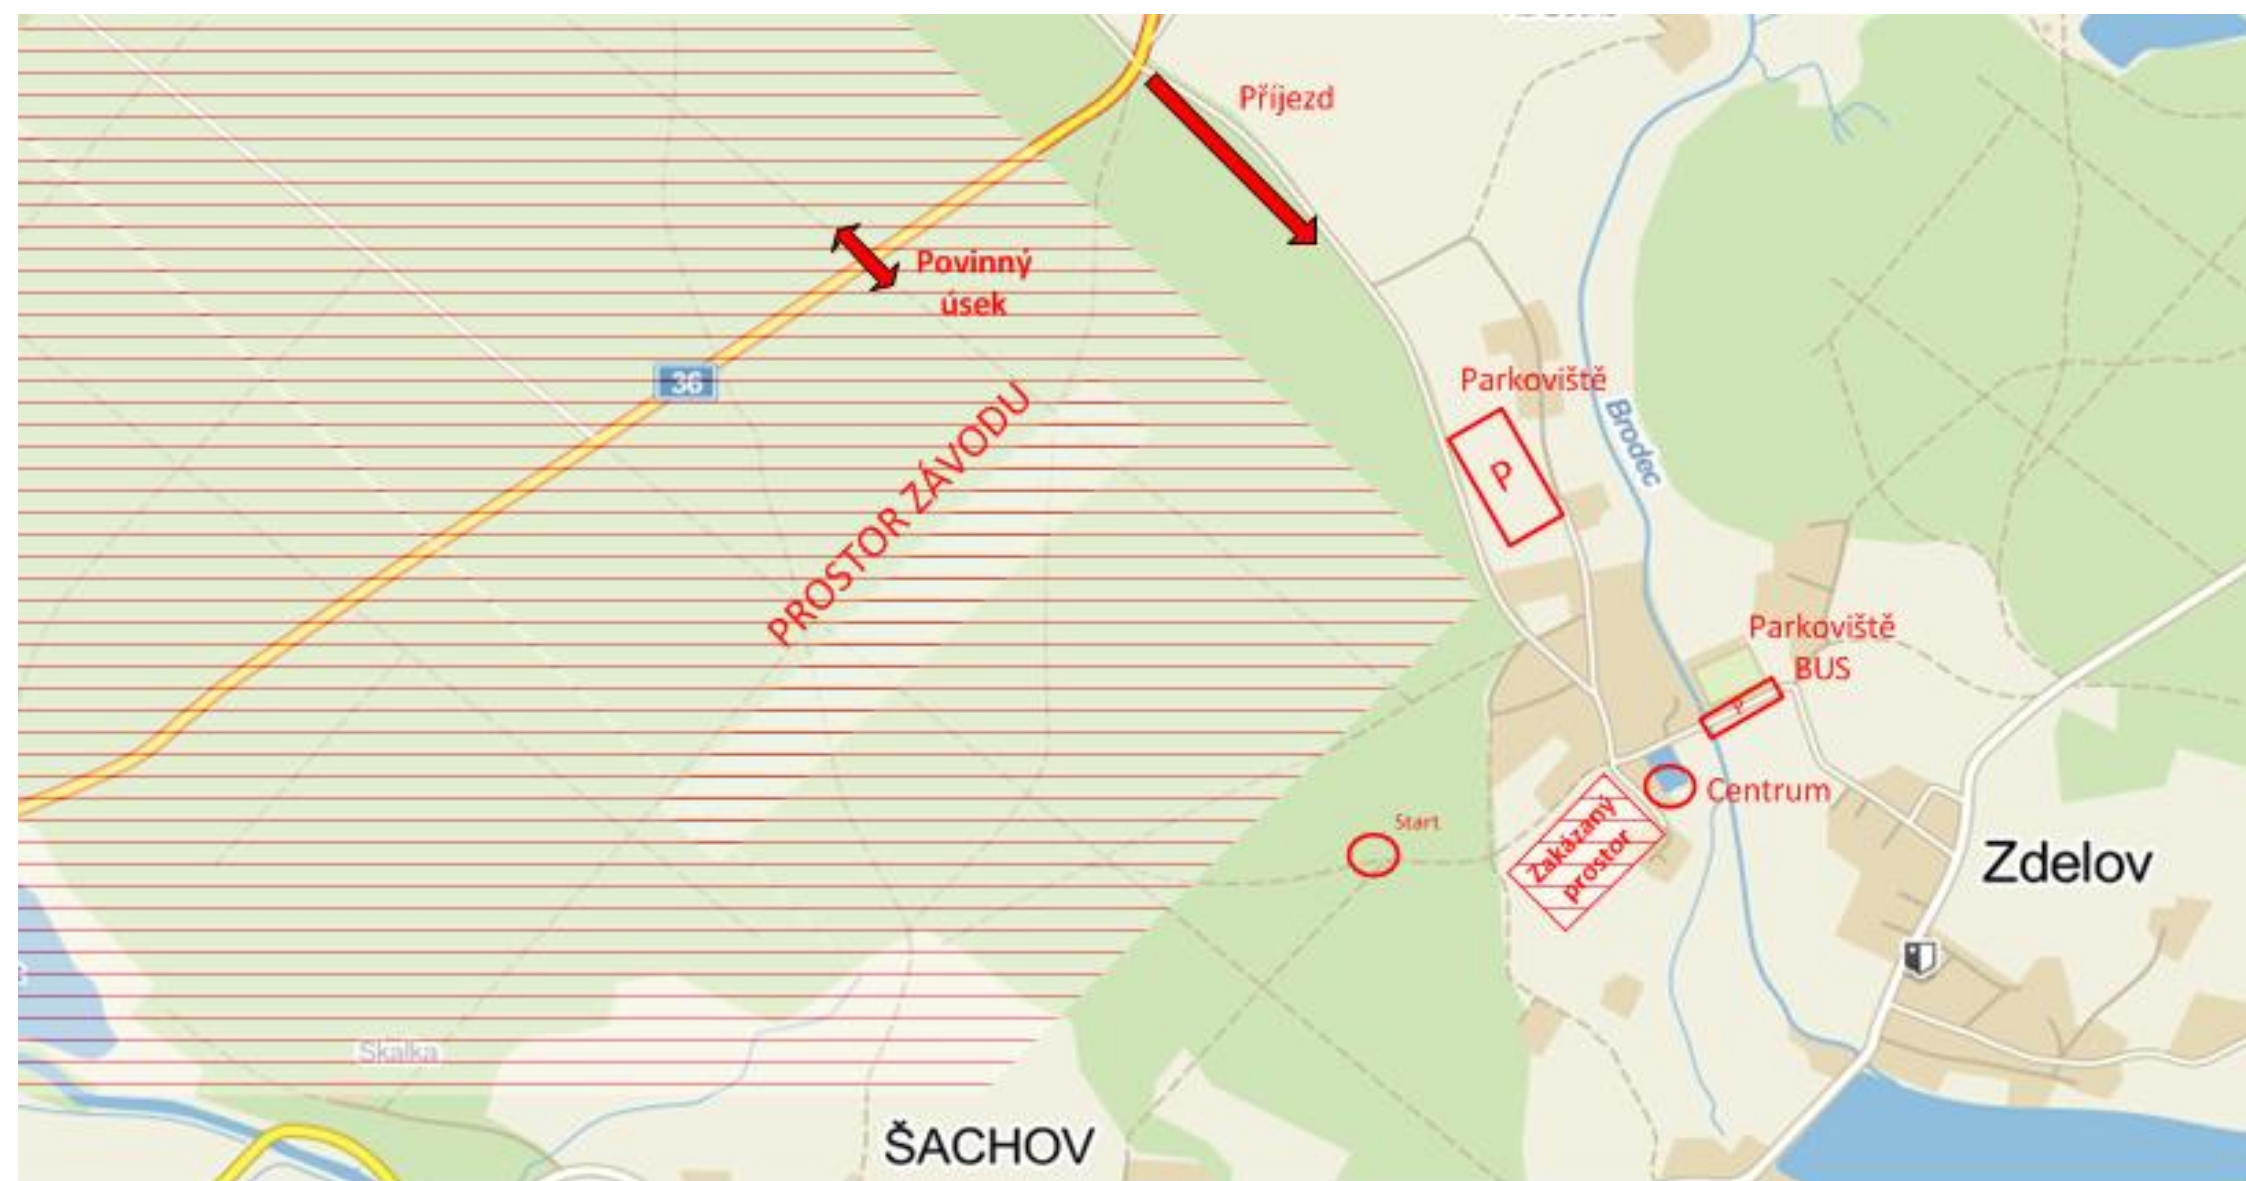 Příjezd
Povinný
úsek
36
Parkoviště
P
Brodec
PROSTOR ZÁVODU
Parkoviště
BUS
P
Centrum
Start
Zakázaný
prostor
Zdelov
Skalka
ŠACHOV